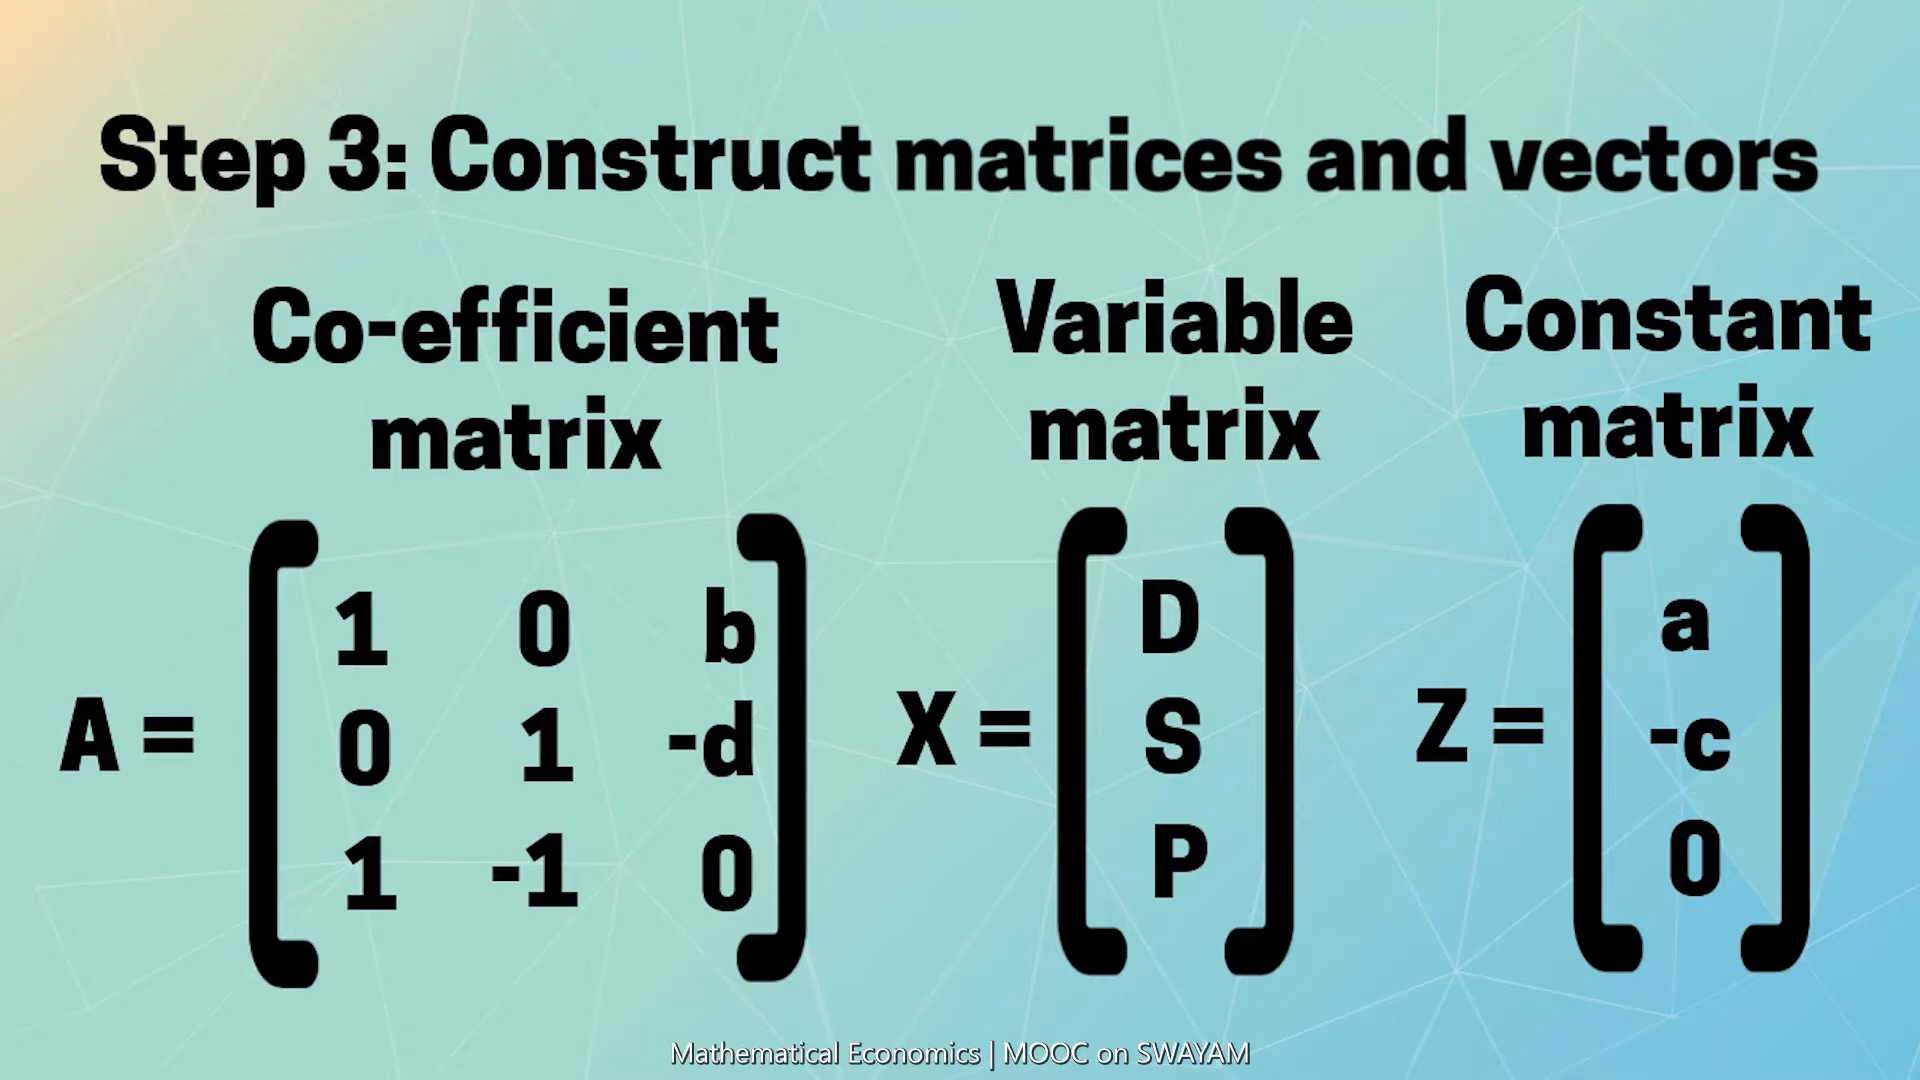 Step 3: Construct matrices and vectors
Co-efficient matrix
Variable matrix
Constant matrix
A = [1 0 b
0 1 -d
1 -1 0]
X = [D
S
P]
Z = [a
-c
0]
Mathematical Economics | MOOC on SWAYAM